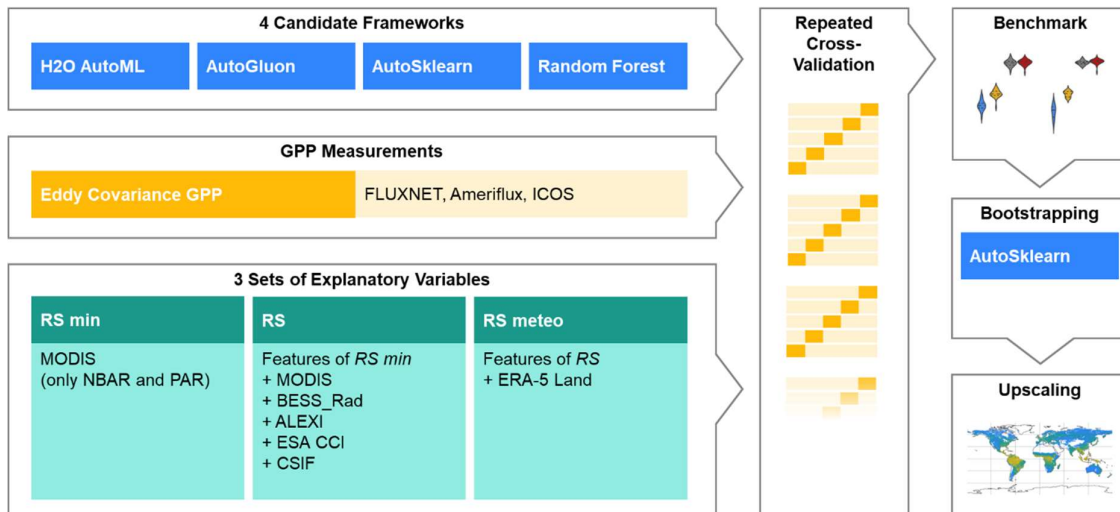 4 Candidate Frameworks
H2O AutoML
AutoGluon
AutoSklearn
Random Forest
GPP Measurements
Eddy Covariance GPP
FLUXNET, Ameriflux, ICOS
3 Sets of Explanatory Variables
RS min
MODIS
(only NBAR and PAR)
RS
Features of RS min
+ MODIS
+ BESS_Rad
+ ALEXI
+ ESA CCI
+ CSIF
RS meteo
Features of RS
+ ERA-5 Land
Repeated
Cross-
Validation
Benchmark
Bootstrapping
AutoSklearn
Upscaling